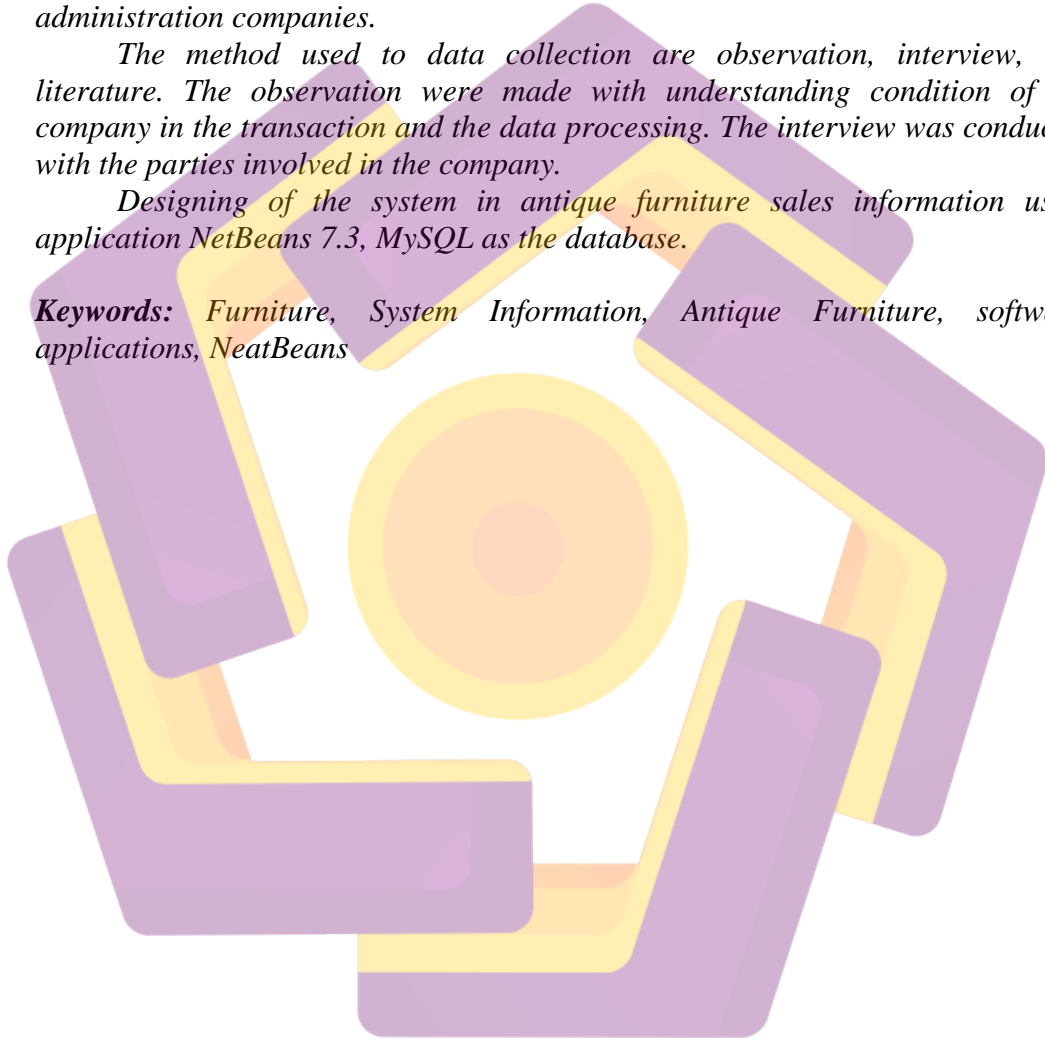 administration companies.
The method used to data collection are observation, interview,
literature. The observation were made with understanding condition of
company in the transaction and the data processing. The interview was conduc
with the parties involved in the company.
Designing of the system in antique furniture sales information us
application NetBeans 7.3, MySQL as the database.
Keywords: Furniture, System Information, Antique Furniture, softw
applications, NeatBeans